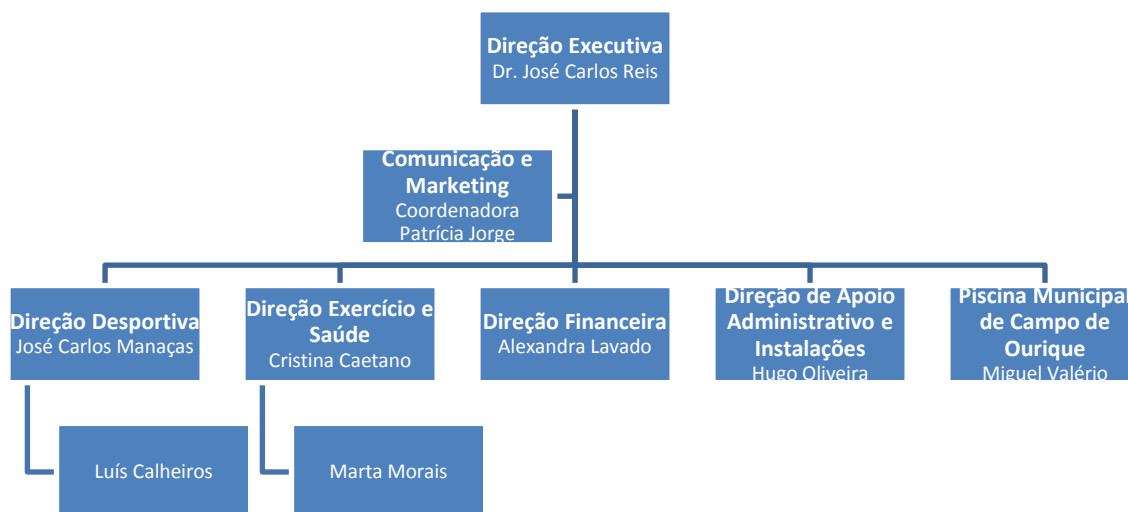 Direção Executiva
Dr. José Carlos Reis
Comunicação e
Marketing
Coordenadora
Patrícia Jorge
Direção Desportiva
José Carlos Manaças
Direção Exercício e
Saúde
Cristina Caetano
Direção Financeira
Alexandra Lavado
Direção de Apoio
Administrativo e
Instalações
Hugo Oliveira
Piscina Municipal
de Campo de
Ourique
Miguel Valério
Luís Calheiros
Marta Morais